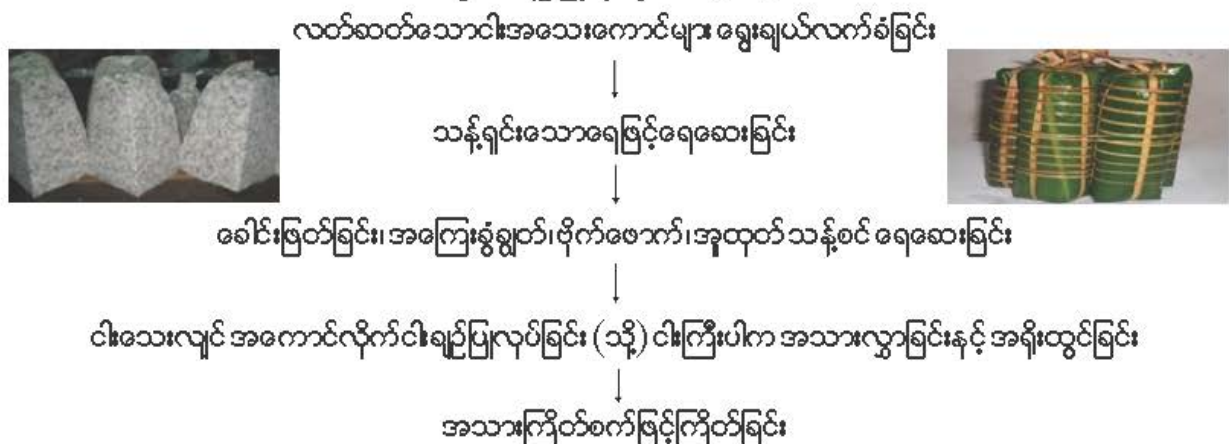 လတ်ဆတ်သောငါးအသေးကောင်များ ရွေးချယ်လက်ခံခြင်း
သန့်ရှင်းသောရေဖြင့်ရေဆေးခြင်း
ခေါင်းဖြတ်ခြင်း၊ အကြေးခွံချွတ်၊ ဗိုက်ဖောက်၊ အူထုတ် သန့်စင် ရေဆေးခြင်း
ငါးသေးလျင် အကောင်လိုက် ငါးချဉ်ပြုလုပ်ခြင်း (သို့) ငါးကြီးပါက အသားလွှာခြင်းနှင့် အရိုးထွင်ခြင်း
အသားကြိတ်စက်ဖြင့်ကြိတ်ခြင်း